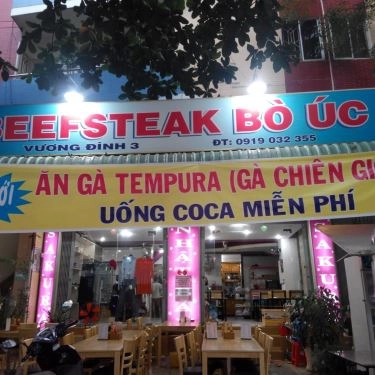 BEEFSTEAK BÒ ÚC
VƯƠNG ĐÌNH 3 ĐT: 0919 032 355
ĂN GÀ TEMPURA (GÀ CHIÊN GI
UỐNG COCA MIỄN PHÍ
SAKU